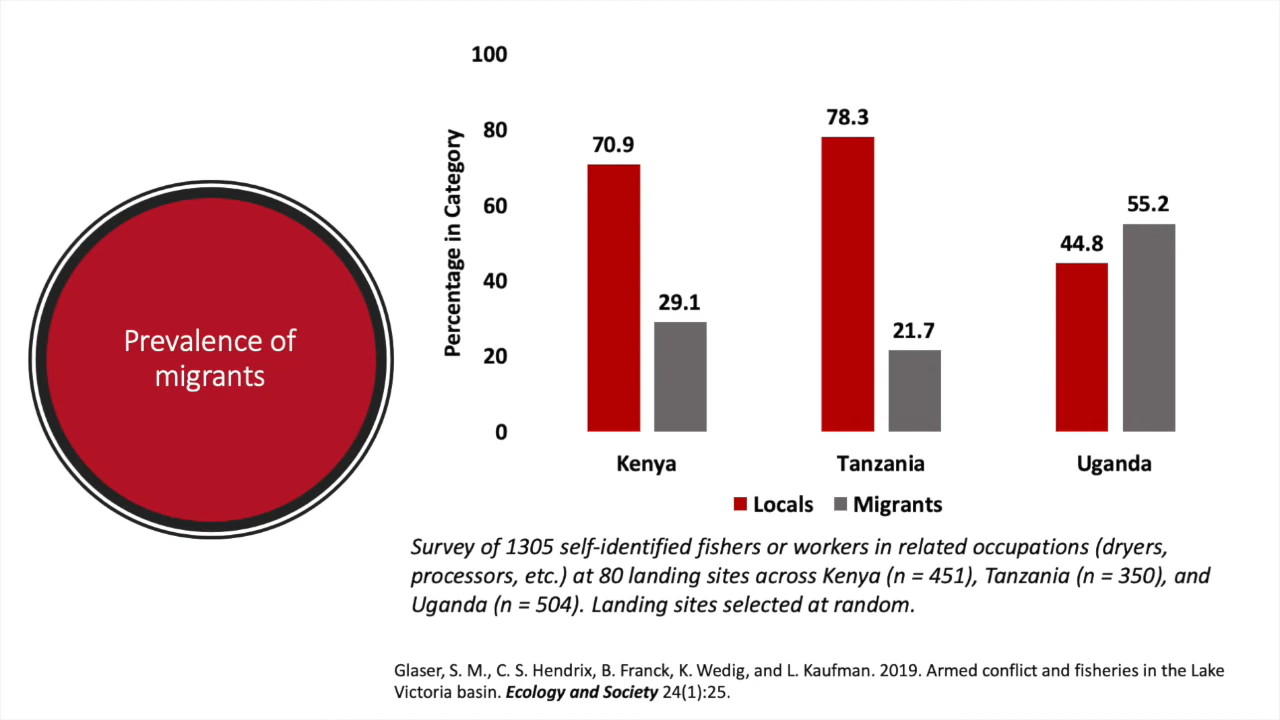 Prevalence of
migrants
Percentage in Category
100
80
60
40
20
0
70.9
29.1
78.3
21.7
44.8
55.2
Kenya
Tanzania
Uganda
Locals
Migrants
Survey of 1305 self-identified fishers or workers in related occupations (dryers,
processors, etc.) at 80 landing sites across Kenya (n = 451), Tanzania (n = 350), and
Uganda (n = 504). Landing sites selected at random.
Glaser, S. M., C. S. Hendrix, B. Franck, K. Wedig, and L. Kaufman. 2019. Armed conflict and fisheries in the Lake
Victoria basin. Ecology and Society 24(1):25.